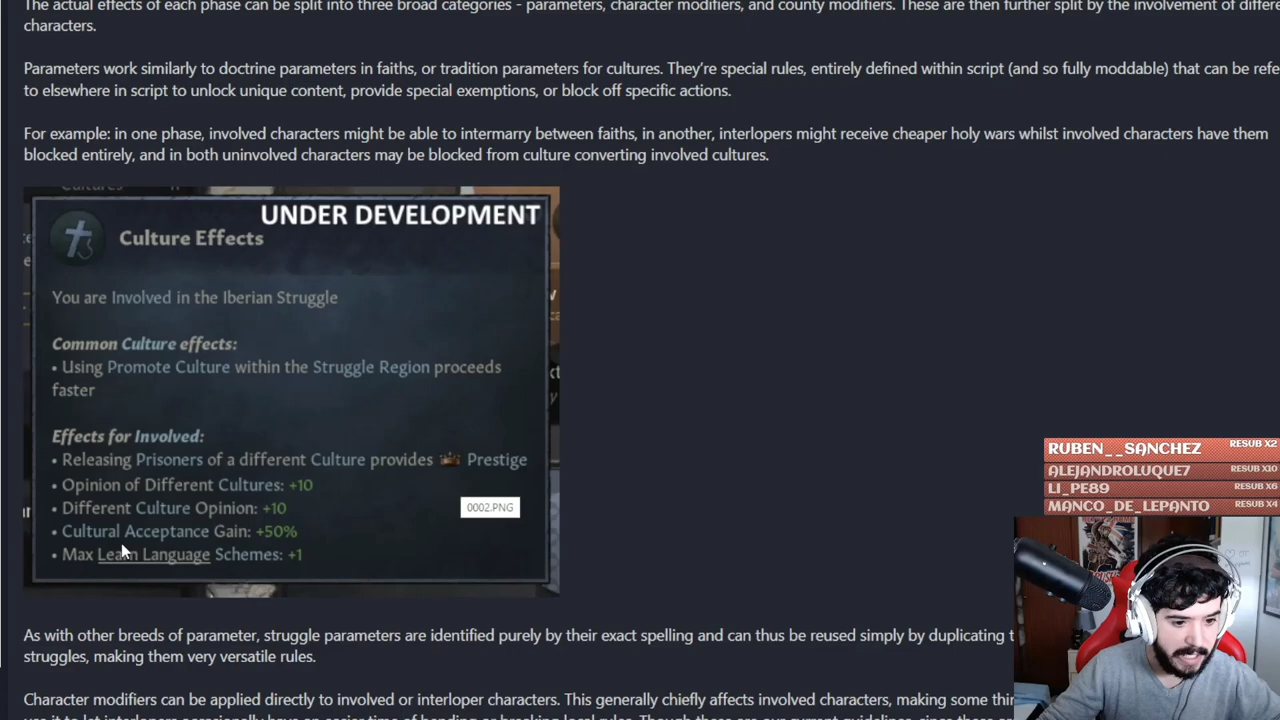 The actual effects of each phase can be split into three broad categories - parameters, character modifiers, and county modifiers. These are then further split by the involvement of
characters.
Parameters work similarly to doctrine parameters in faiths, or tradition parameters for cultures. They're special rules, entirely defined within script (and so fully moddable) that can be
to elsewhere in script to unlock unique content, provide special exemptions, or block off specific actions.
For example: in one phase, involved characters might be able to intermarry between faiths, in another, interlopers might receive cheaper holy wars whilst involved characters have them
blocked entirely, and in both uninvolved characters may be blocked from culture converting involved cultures.
UNDER DEVELOPMENT
Culture Effects
You are Involved in the Iberian Struggle
Common Culture effects:
• Using Promote Culture within the Struggle Region proceeds
faster
Effects for Involved:
• Releasing Prisoners of a different Culture provides Prestige
• Opinion of Different Cultures: +10
• Different Culture Opinion: +10
0002.PNG
• Cultural Acceptance Gain: +50%
• Max Learn Language Schemes: +1
RUBEN__SANCHEZ RESUB X2
ALEJANDROLUQUE7 RESUB X10
LI_PE89 RESUB X6
MANCO_DE_LEPANTO RESUB X4
As with other breeds of parameter, struggle parameters are identified purely by their exact spelling and can thus be reused simply by duplicating
struggles, making them very versatile rules.
Character modifiers can be applied directly to involved or interloper characters. This generally chiefly affects involved characters, making some